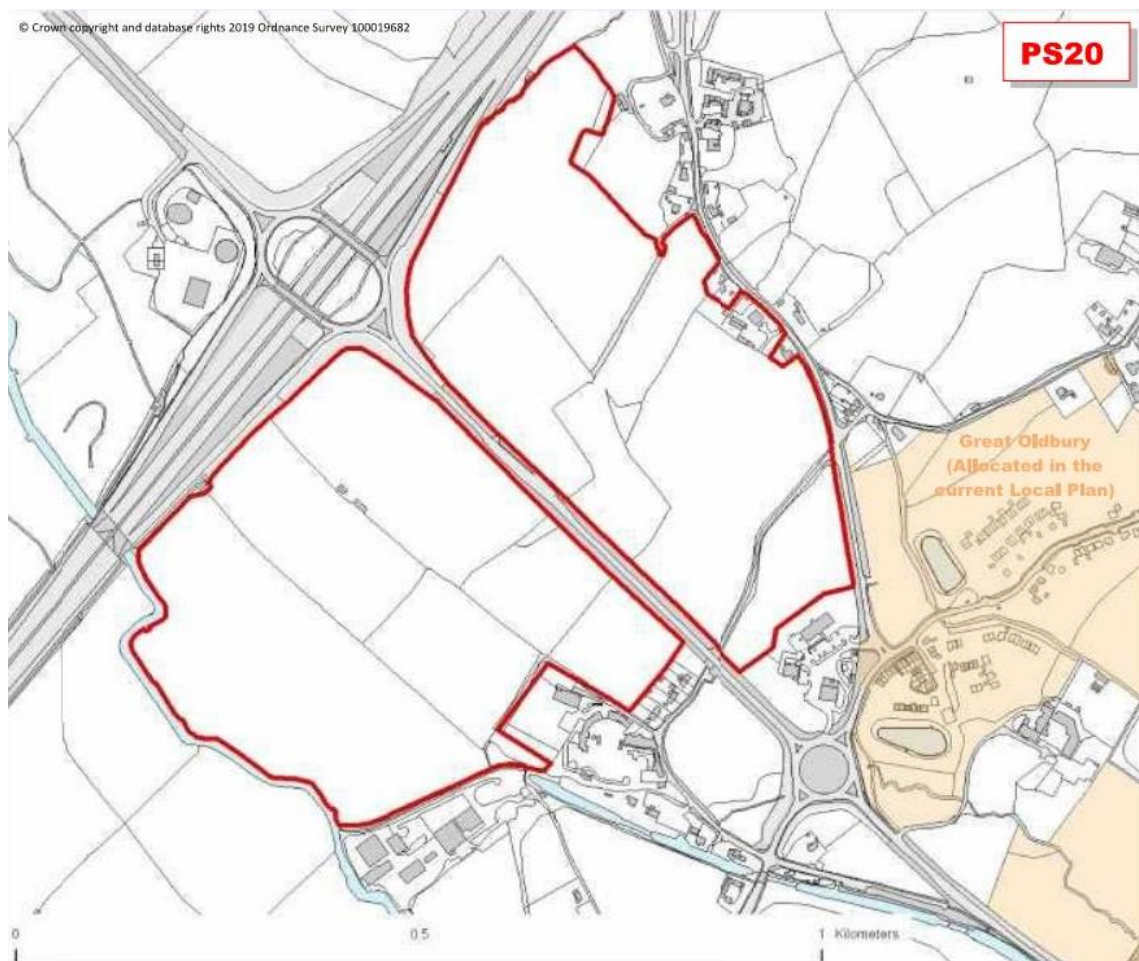 © Crown copyright and database rights 2019 Ordnance Survey 100019682
PS20
Great Oldbury
(Allocated in the
current Local Plan)
0 0.5 1 Kilometers